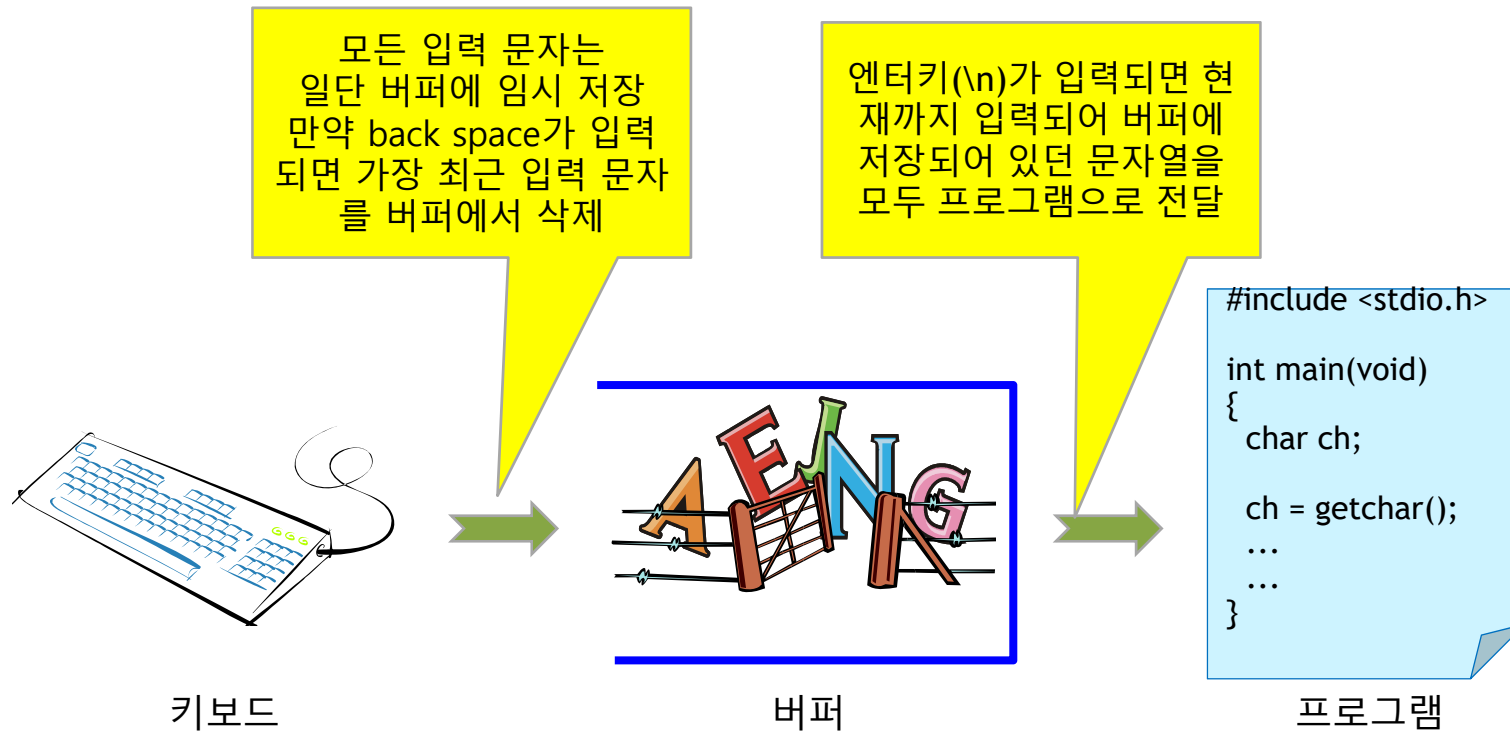 모든 입력 문자는
일단 버퍼에 임시 저장
만약 back space가 입력
되면 가장 최근 입력 문자
를 버퍼에서 삭제
엔터키(\n)가 입력되면 현
재까지 입력되어 버퍼에
저장되어 있던 문자열을
모두 프로그램으로 전달
#include <stdio.h>
int main(void)
{
char ch;
ch = getchar();
...
...
}
A E J N G
키보드
버퍼
프로그램